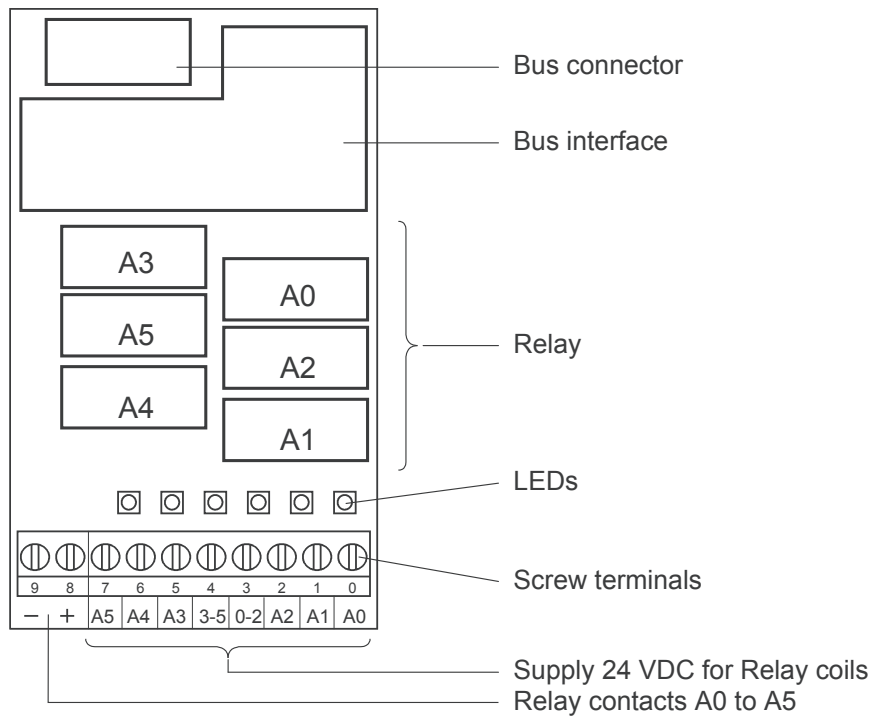 Bus connector
Bus interface
A3
A0
A5
Relay
A2
A4
A1
LEDs
9 8 7 6 5 4 3 2 1 0
Screw terminals
− + A5 A4 A3 3-5 0-2 A2 A1 A0
Supply 24 VDC for Relay coils
Relay contacts A0 to A5